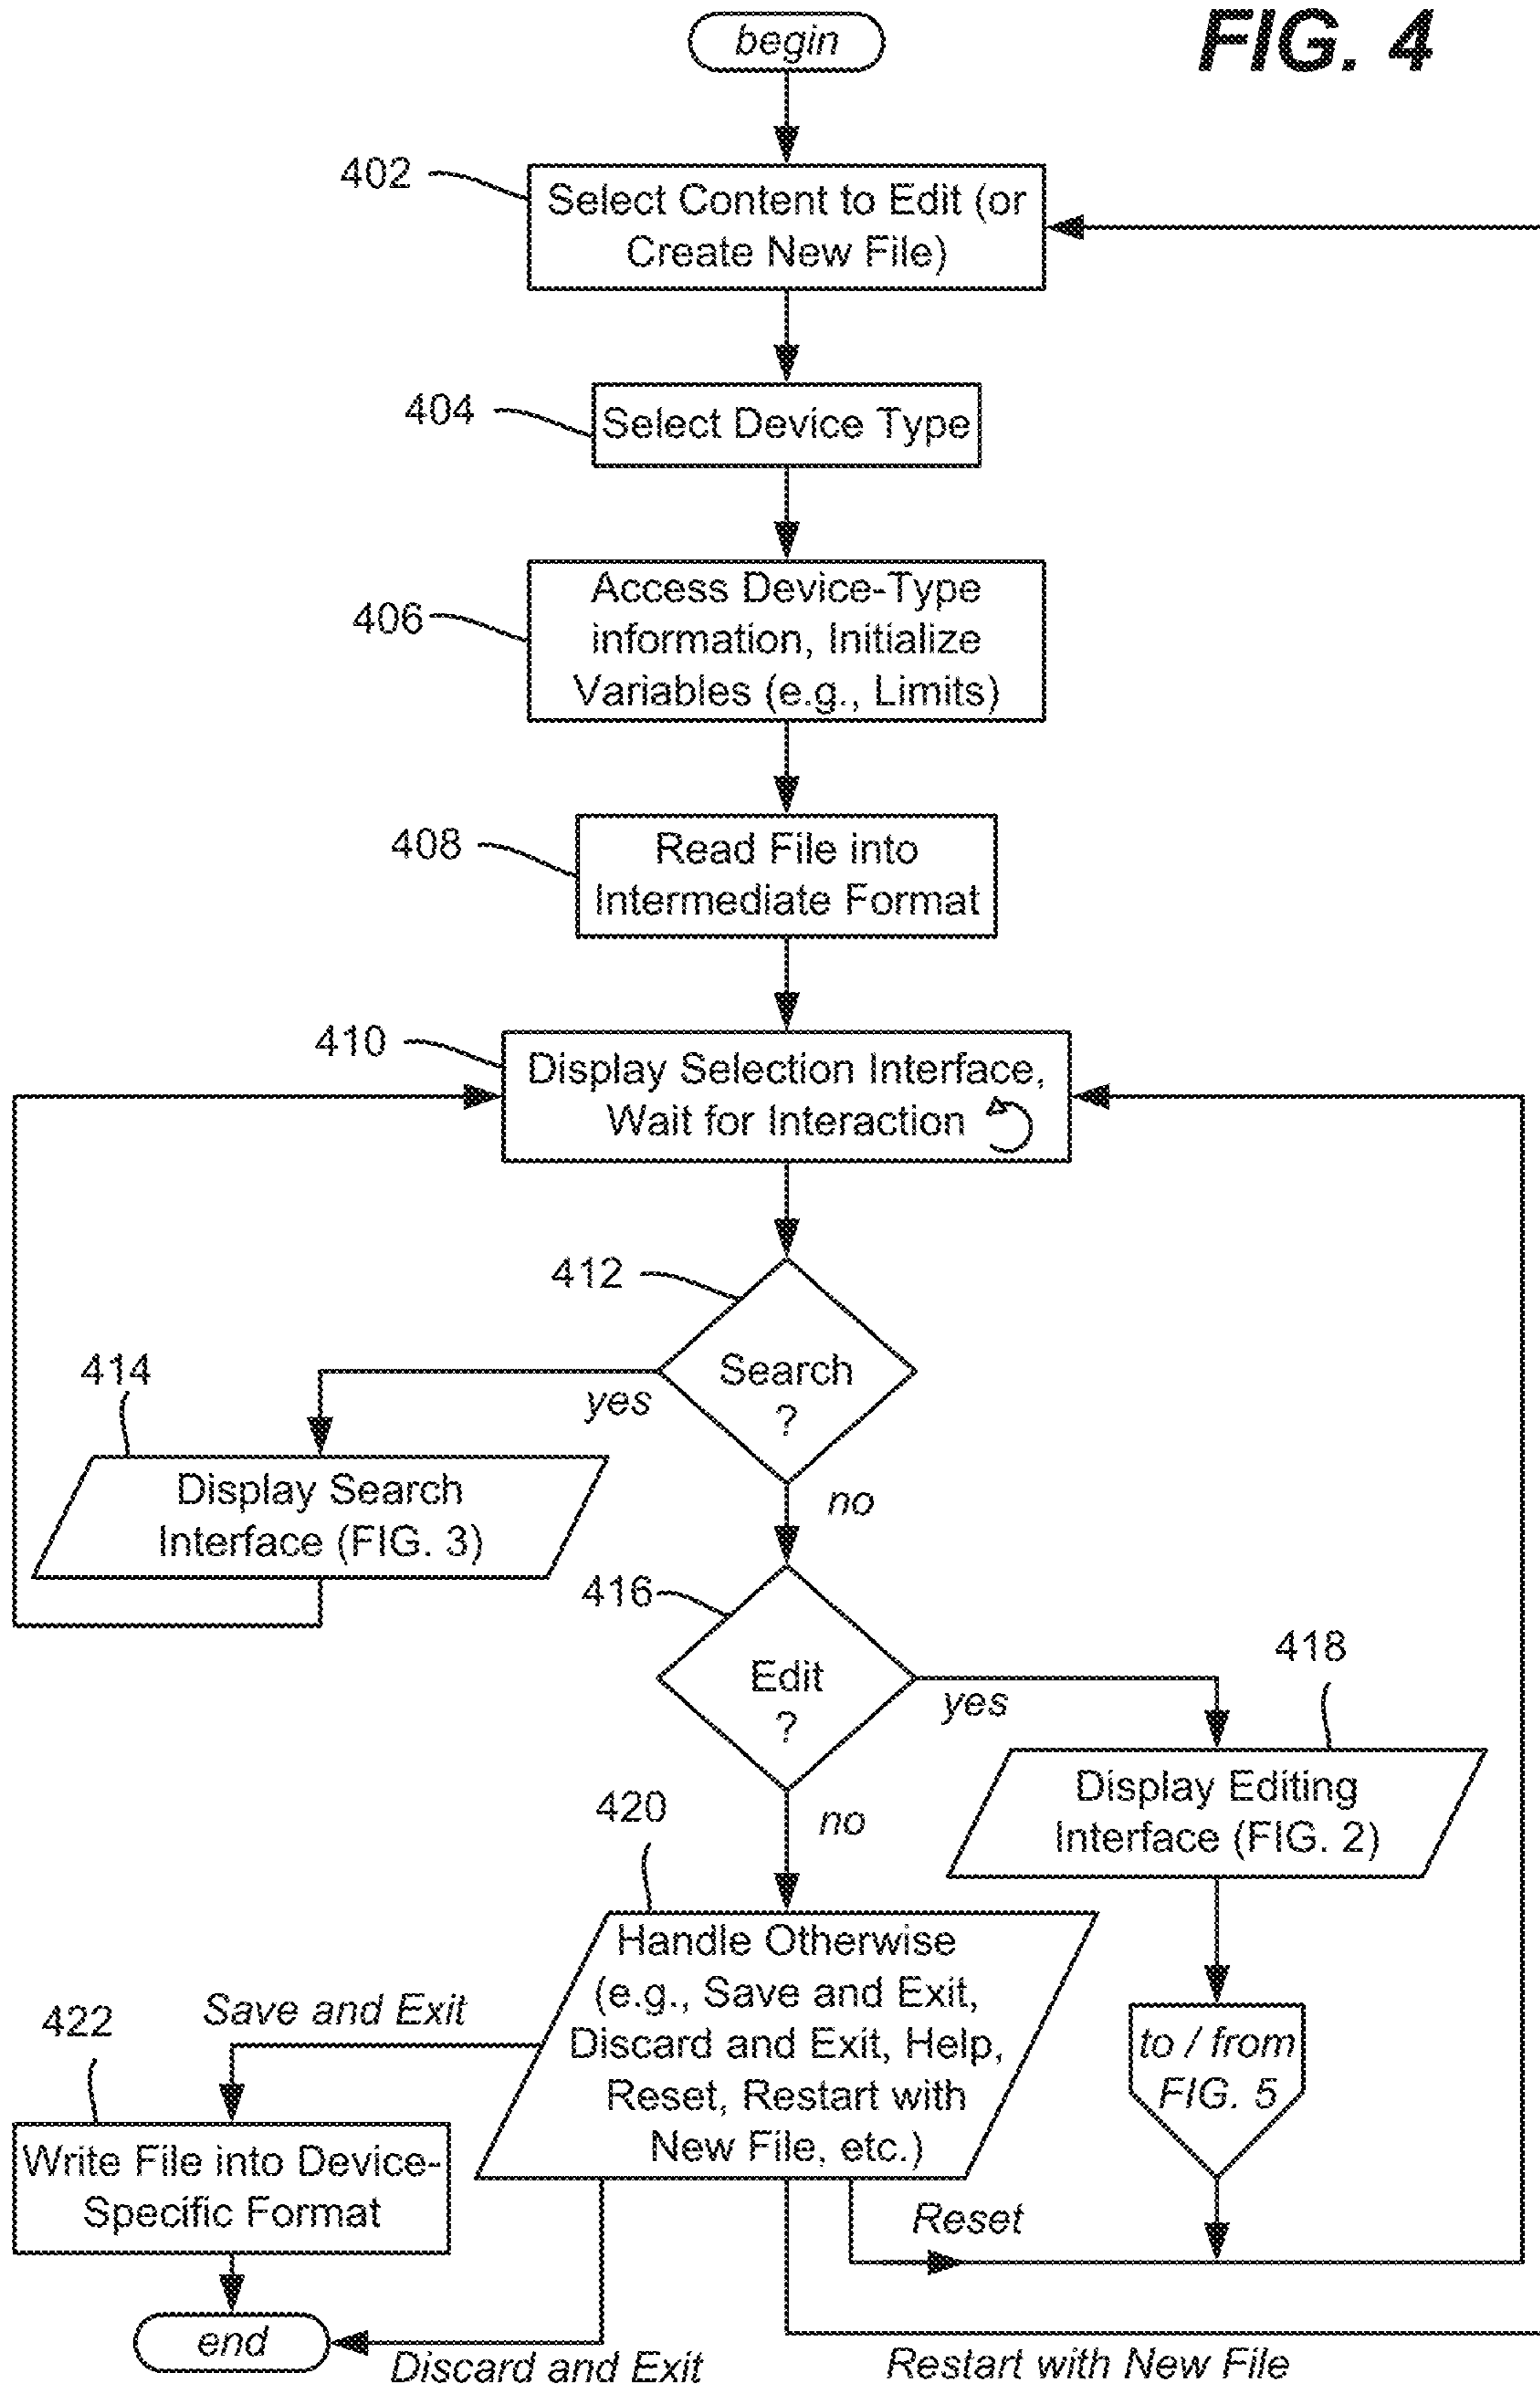 FIG. 4
begin
402
Select Content to Edit (or
Create New File)
404
Select Device Type
406
Access Device-Type
information, Initialize
Variables (e.g., Limits)
408
Read File into
Intermediate Format
410
Display Selection Interface,
Wait for Interaction
412
Search
?
yes
no
414
Display Search
Interface (FIG. 3)
416
Edit
?
yes
no
418
Display Editing
Interface (FIG. 2)
to / from
FIG. 5
420
Handle Otherwise
(e.g., Save and Exit,
Discard and Exit, Help,
Reset, Restart with
New File, etc.)
Save and Exit
422
Write File into Device-
Specific Format
Reset
end
Discard and Exit
Restart with New File